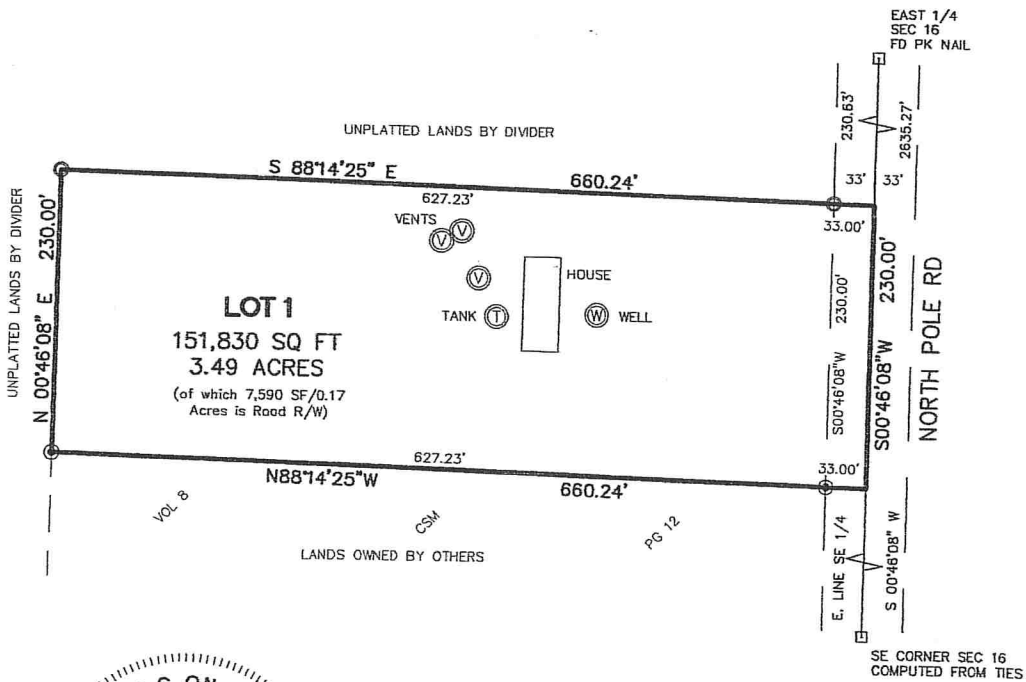 EAST 1/4
SEC 16
FD PK NAIL
230.63'
2635.27'
33'
33'
UNPLATTED LANDS BY DIVIDER
S 88°14'25" E
660.24'
627.23'
33.00'
UNPLATTED LANDS BY DIVIDER
N 00°46'08" E 230.00'
VENTS
V
V
V
HOUSE
TANK
T
W
WELL
LOT 1
151,830 SQ FT
3.49 ACRES
(of which 7,590 SF/0.17
Acres is Road R/W)
S00°46'08"W
230.00'
S00°46'08"W 230.00'
NORTH POLE RD
627.23'
33.00'
N88°14'25"W
660.24'
VOL 8
CSM
PG 12
LANDS OWNED BY OTHERS
E. LINE SE 1/4
S 00°46'08" W
SE CORNER SEC 16
COMPUTED FROM TIES